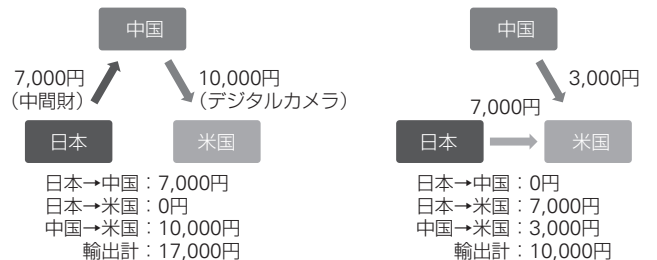 中国
7,000円
（中間財）
10,000円
（デジタルカメラ）
日本
米国
日本→中国：7,000円
日本→米国：0円
中国→米国：10,000円
輸出計：17,000円
中国
3,000円
7,000円
日本
米国
日本→中国：0円
日本→米国：7,000円
中国→米国：3,000円
輸出計：10,000円